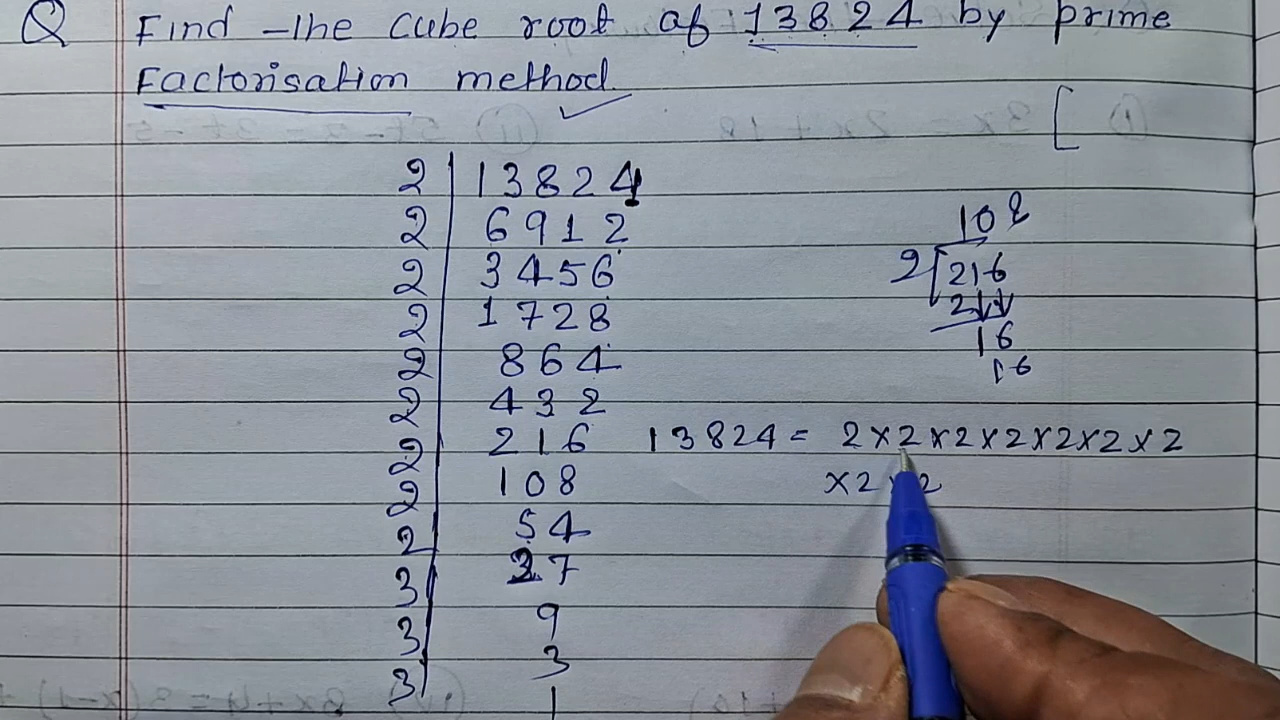 Q Find the cube root of 13824 by prime
Factorisation method.
2 | 13824
2 | 6912
2 | 3456
2 | 1728
2 | 864
2 | 432
2 | 216
2 | 108
2 | 54
3 | 27
3 | 9
3 | 3
1
108
2 216
2
16
16
13824 = 2×2×2×2×2×2×2
×2×2